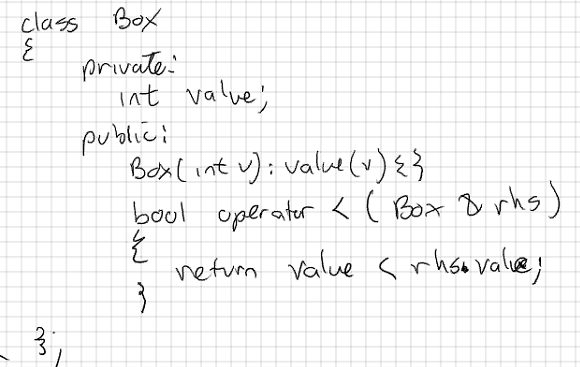 class Box
{
private:
int value;
public:
Box(int v): value(v) {}
bool operator < ( Box & rhs)
{
return value < rhs.value;
}
};